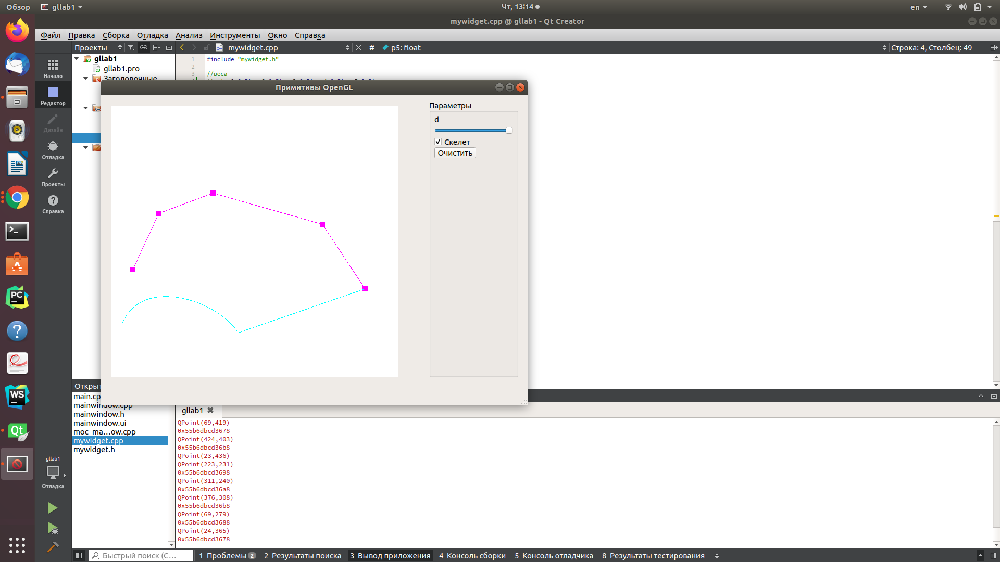 Обзор
gllab1
Чт, 13:14
en
mywidget.cpp @ gllab1 - Qt Creator
Файл Правка Сборка Отладка Анализ Инструменты Окно Справка
Проекты
mywidget.cpp
#
p5: float
Строка: 4, Столбец: 49
Начало
Редактор
Дизайн
Отладка
Проекты
Справка
gllab1
gllab1.pro
Заголовочные
1
2
3
#include "mywidget.h"
//веса
Примитивы OpenGL
Параметры
d
Скелет
Очистить
Открыт
main.cp
mainwindow.cpp
mainwindow.h
mainwindow.ui
moc_ma...ow.cpp
mywidget.cpp
mywidget.h
gllab1
Отладка
gllab1
QPoint(69,419)
0x55b6dbcd3678
QPoint(424,403)
0x55b6dbcd36b8
QPoint(23,436)
QPoint(223,231)
0x55b6dbcd3698
QPoint(311,240)
0x55b6dbcd36a8
QPoint(376,308)
0x55b6dbcd36b8
QPoint(69,279)
0x55b6dbcd3688
QPoint(24,365)
0x55b6dbcd3678
Быстрый поиск (С...
1 Проблемы 2
2 Результаты поиска
3 Вывод приложения
4 Консоль сборки
5 Консоль отладчика
8 Результаты тестирования
PC
WS
Qt